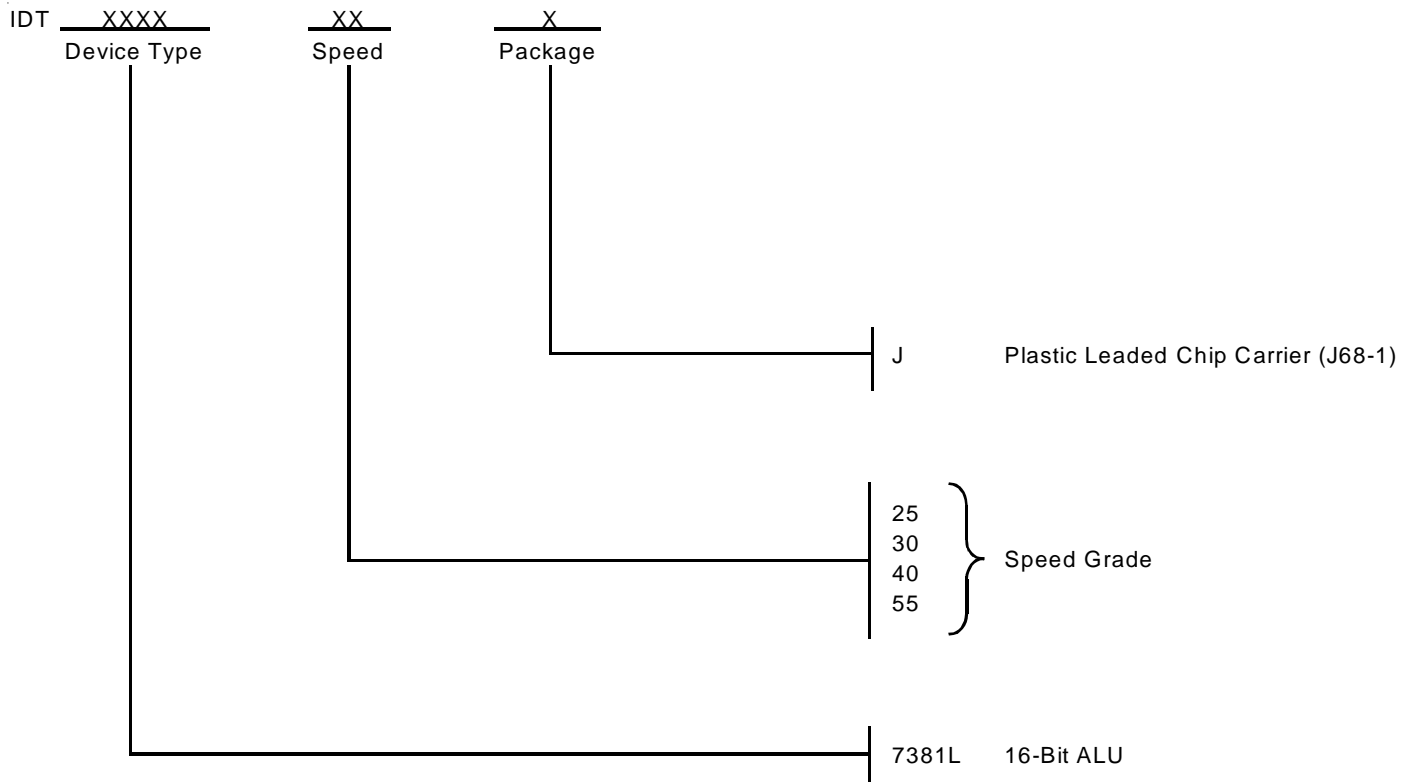 IDT XXXX XX X
Device Type Speed Package
J Plastic Leaded Chip Carrier (J68-1)
25
30
40
55
Speed Grade
7381L 16-Bit ALU